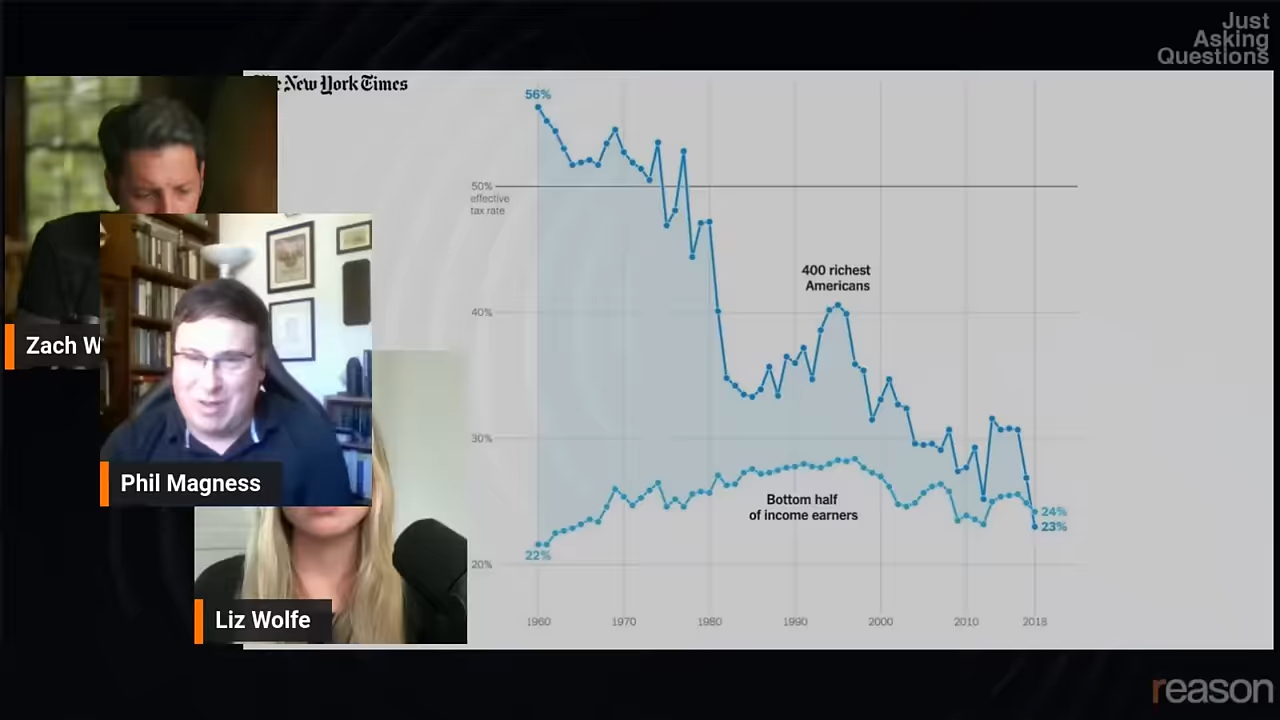 Just
Asking
Questions
New York Times
56%
50%
effective
tax rate
400 richest
Americans
40%
Zach W
30%
Phil Magness
Bottom half
of income earners
24%
23%
22%
20%
Liz Wolfe
1960
1970
1980
1990
2000
2010
2018
reason